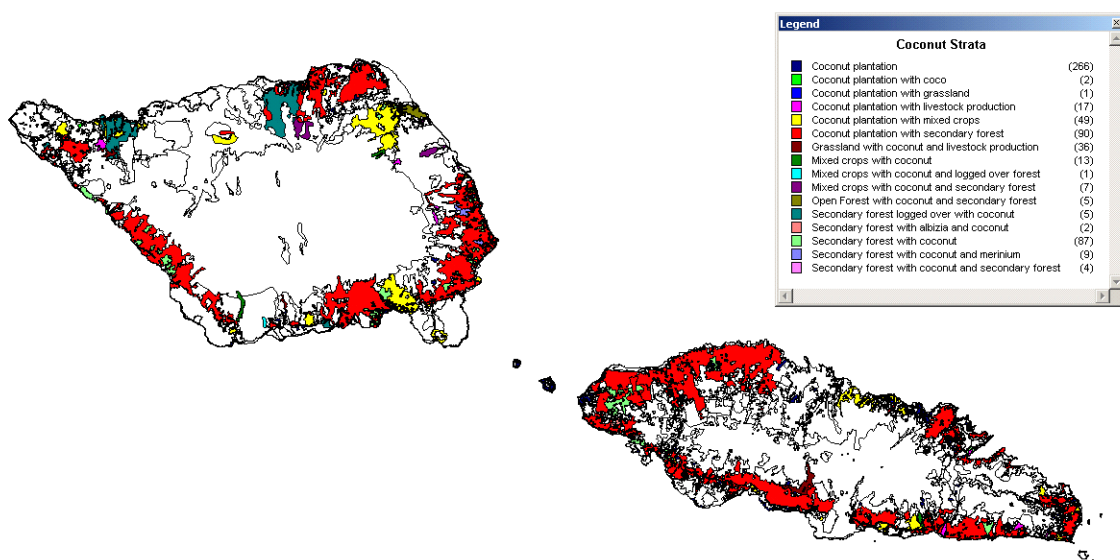 Legend
Coconut Strata
Coconut plantation (266)
Coconut plantation with coco (2)
Coconut plantation with grassland (1)
Coconut plantation with livestock production (17)
Coconut plantation with mixed crops (49)
Coconut plantation with secondary forest (90)
Grassland with coconut and livestock production (36)
Mixed crops with coconut (13)
Mixed crops with coconut and logged over forest (1)
Mixed crops with coconut and secondary forest (7)
Open Forest with coconut and secondary forest (5)
Secondary forest logged over with coconut (5)
Secondary forest with albizia and coconut (2)
Secondary forest with coconut (87)
Secondary forest with coconut and merinium (9)
Secondary forest with coconut and secondary forest (4)